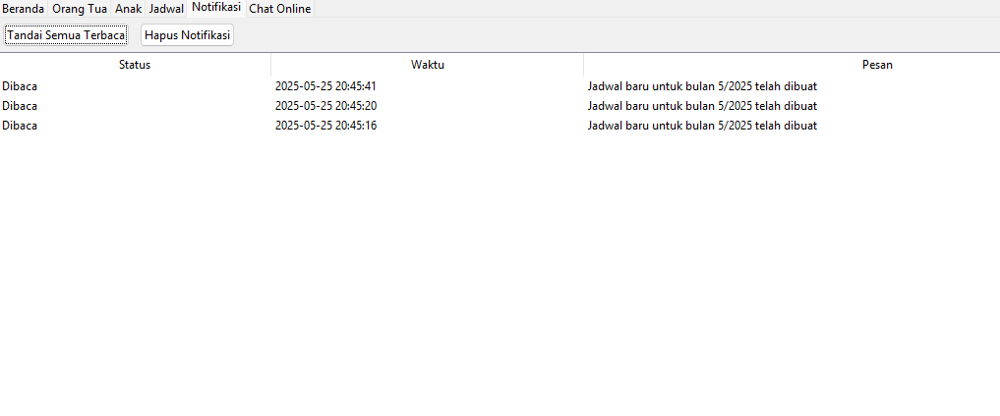 Beranda Orang Tua Anak Jadwal Notifikasi Chat Online
Tandai Semua Terbaca Hapus Notifikasi
Status Waktu Pesan
Dibaca 2025-05-25 20:45:41 Jadwal baru untuk bulan 5/2025 telah dibuat
Dibaca 2025-05-25 20:45:20 Jadwal baru untuk bulan 5/2025 telah dibuat
Dibaca 2025-05-25 20:45:16 Jadwal baru untuk bulan 5/2025 telah dibuat